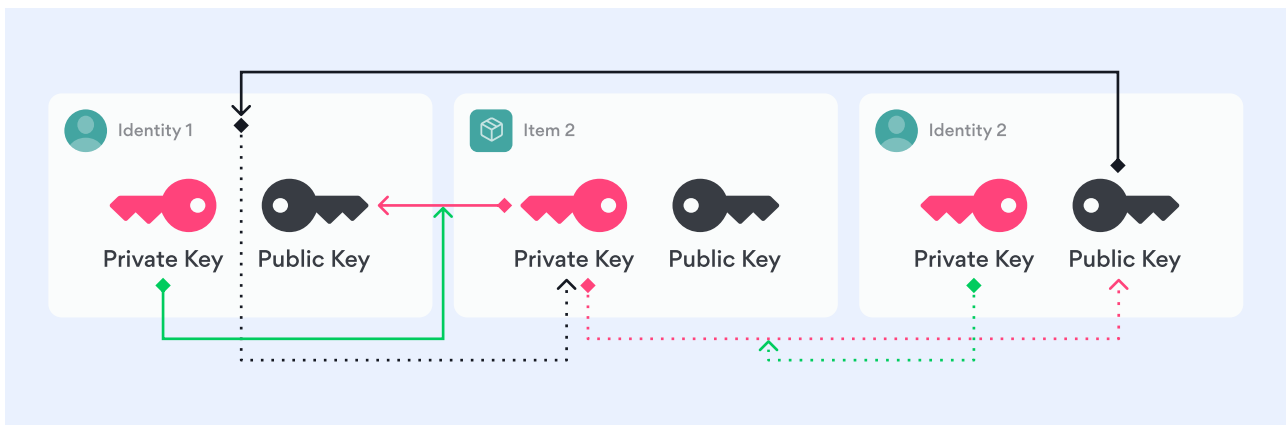 Identity 1
Item 2
Identity 2
Private Key
Public Key
Private Key
Public Key
Private Key
Public Key